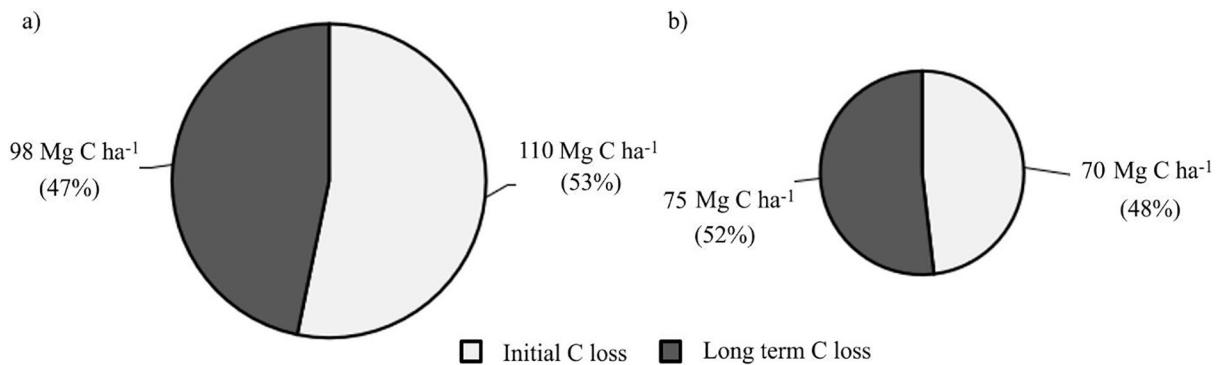 a)
98 Mg C ha-1
(47%)
110 Mg C ha-1
(53%)
b)
75 Mg C ha-1
(52%)
70 Mg C ha-1
(48%)
Initial C loss
Long term C loss